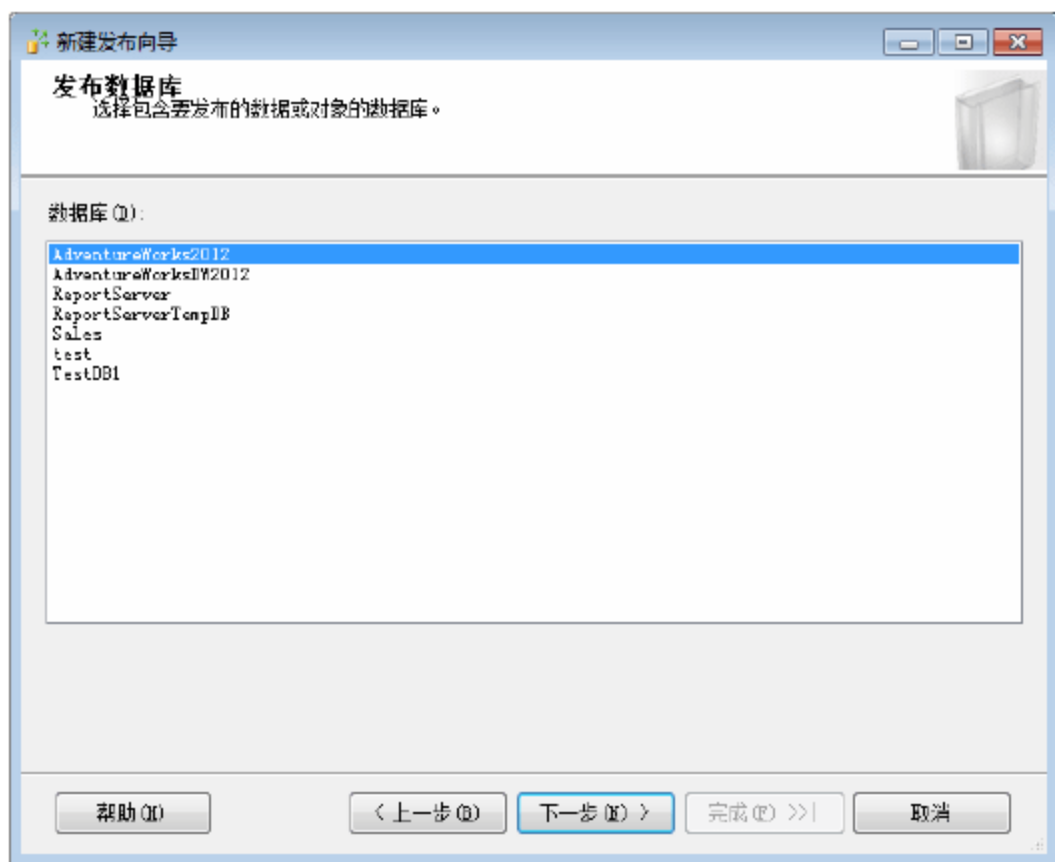 新建发布向导
发布数据库
选择包含要发布的数据或对象的数据库。
数据库(D):
AdventureWorks2012
AdventureWorksDW2012
ReportServer
ReportServerTempDB
Sales
test
TestDB1
帮助(H) <上一步(B) 下一步(N)> 完成(F)>>| 取消